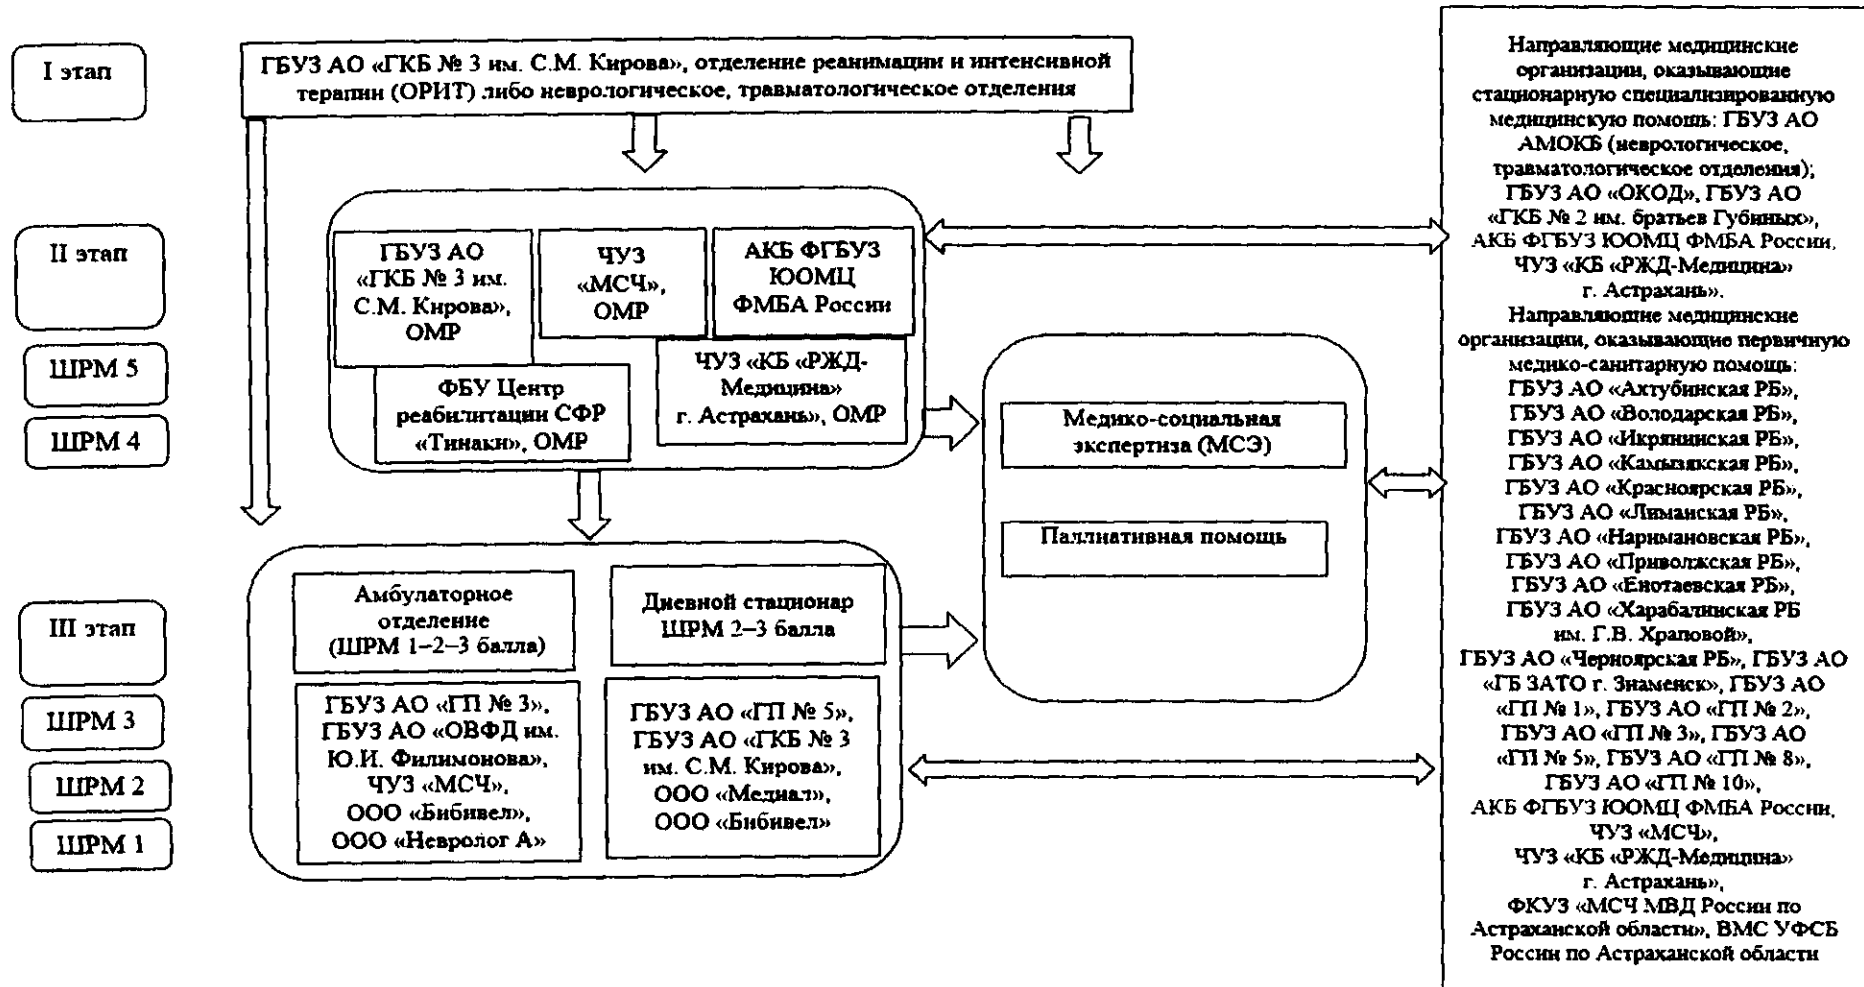 I этап
ГБУЗ АО «ГКБ № 3 им. С.М. Кирова», отделение реанимации и интенсивной
терапии (ОРИТ) либо неврологическое, травматологическое отделения
II этап
ШРМ 5
ШРМ 4
ГБУЗ АО
«ГКБ № 3 им.
С.М. Кирова»,
ОМР
ЧУЗ
«МСЧ»,
ОМР
АКБ ФГБУЗ
ЮОМЦ
ФМБА России
ФБУ Центр
реабилитации СФР
«Тинаки», ОМР
ЧУЗ «КБ «РЖД-
Медицина»
г. Астрахань», ОМР
Медико-социальная
экспертиза (МСЭ)
Паллиативная помощь
III этап
ШРМ 3
ШРМ 2
ШРМ 1
Амбулаторное
отделение
(ШРМ 1–2–3 балла)
Дневной стационар
ШРМ 2–3 балла
ГБУЗ АО «ГП № 3»,
ГБУЗ АО «ОВФД им.
Ю.И. Филимонова»,
ЧУЗ «МСЧ»,
ООО «Бибивел»,
ООО «Невролог А»
ГБУЗ АО «ГП № 5»,
ГБУЗ АО «ГКБ № 3
им. С.М. Кирова»,
ООО «Медиал»,
ООО «Бибивел»
Направляющие медицинские
организации, оказывающие
стационарную специализированную
медицинскую помощь: ГБУЗ АО
АМОКБ (неврологическое,
травматологическое отделения);
ГБУЗ АО «ОКОД», ГБУЗ АО
«ГКБ № 2 им. братьев Губиных»,
АКБ ФГБУЗ ЮОМЦ ФМБА России,
ЧУЗ «КБ «РЖД-Медицина»
г. Астрахань».
Направляющие медицинские
организации, оказывающие первичную
медико-санитарную помощь:
ГБУЗ АО «Ахтубинская РБ»,
ГБУЗ АО «Володарская РБ»,
ГБУЗ АО «Икрянинская РБ»,
ГБУЗ АО «Камызякская РБ»,
ГБУЗ АО «Красноярская РБ»,
ГБУЗ АО «Лиманская РБ»,
ГБУЗ АО «Наримановская РБ»,
ГБУЗ АО «Приволжская РБ»,
ГБУЗ АО «Енотаевская РБ»,
ГБУЗ АО «Харабалинская РБ
им. Г.В. Храповой»,
ГБУЗ АО «Черноярская РБ», ГБУЗ АО
«ГБ ЗАТО г. Знаменск», ГБУЗ АО
«ГП № 1», ГБУЗ АО «ГП № 2»,
ГБУЗ АО «ГП № 3», ГБУЗ АО
«ГП № 5», ГБУЗ АО «ГП № 8»,
ГБУЗ АО «ГП № 10»,
АКБ ФГБУЗ ЮОМЦ ФМБА России,
ЧУЗ «МСЧ»,
ЧУЗ «КБ «РЖД-Медицина»
г. Астрахань»,
ФКУЗ «МСЧ МВД России по
Астраханской области», ВМС УФСБ
России по Астраханской области